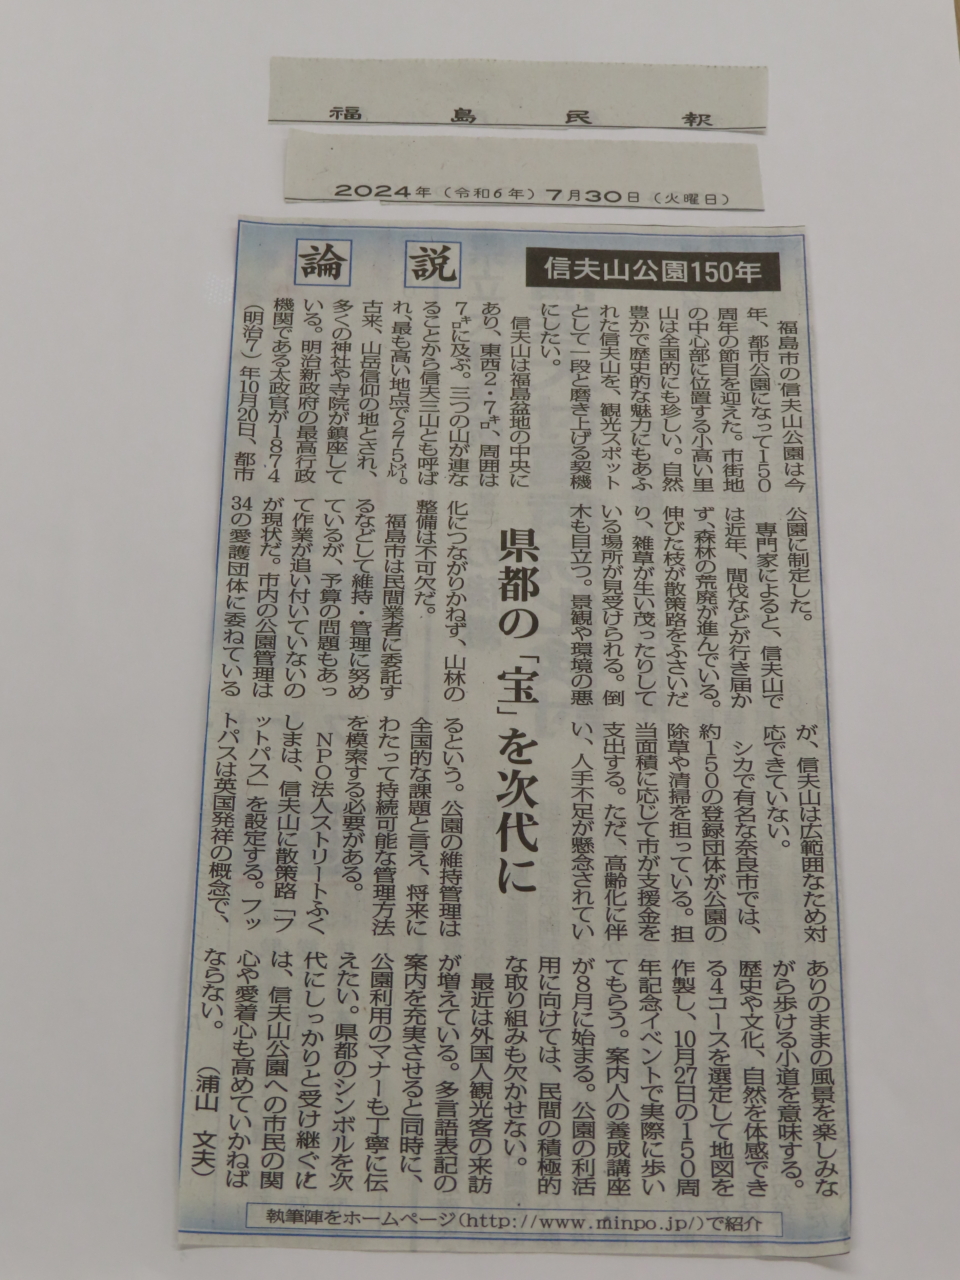 福島民報
2024年(令和6年)7月30日(火曜日)
論説
信夫山公園150年
福島市の信夫山公園は今
年、都市公園になって150
周年の節目を迎えた。市街地
の中心部に位置する小高い里
山は全国的にも珍しい。自然
豊かで歴史的な魅力にもあふ
れた信夫山を、観光スポット
として一段と磨き上げる契機
にしたい。
信夫山は福島盆地の中央に
あり、東西2・7㌔、周囲は
7㌔に及ぶ。三つの山が連な
ることから信夫三山とも呼ば
れ、最も高い地点で275㍍。
古来、山岳信仰の地とされ、
多くの神社や寺院が鎮座して
いる。明治新政府の最高行政
機関である太政官が1874
(明治7)年10月20日、都市
公園に制定した。
専門家によると、信夫山で
は近年、間伐などが行き届か
ず、森林の荒廃が進んでいる。
伸びた枝が散策路をふさいだ
り、雑草が生い茂ったりして
いる場所が見受けられる。倒
木も目立つ。景観や環境の悪
県都の「宝」を次代に
化につながりかねず、山林の
整備は不可欠だ。
福島市は民間業者に委託す
るなどして維持・管理に努め
ているが、予算の問題もあっ
て作業が追い付いていないの
が現状だ。市内の公園管理は
34の愛護団体に委ねている
が、信夫山は広範囲なため対
応できていない。
シカで有名な奈良市では、
約150の登録団体が公園の
除草や清掃を担っている。担
当面積に応じて市が支援金を
支出する。ただ、高齢化に伴
い、人手不足が懸念されてい
るという。公園の維持管理は
全国的な課題と言え、将来に
わたって持続可能な管理方法
を模索する必要がある。
NPO法人ストリートふく
しまは、信夫山に散策路「フ
ットパス」を設定する。フッ
トパスは英国発祥の概念で、
ありのままの風景を楽しみな
がら歩ける小道を意味する。
歴史や文化、自然を体感でき
る4コースを選定して地図を
作製し、10月27日の150周
年記念イベントで実際に歩い
てもらう。案内人の養成講座
が8月に始まる。公園の利活
用に向けては、民間の積極的
な取り組みも欠かせない。
最近は外国人観光客の来訪
が増えている。多言語表記の
案内を充実させると同時に、
公園利用のマナーも丁寧に伝
えたい。県都のシンボルを次
代にしっかりと受け継ぐに
は、信夫山公園への市民の関
心や愛着心も高めていかねば
ならない。(浦山 文夫)
執筆陣をホームページ(http://www.minpo.jp/)で紹介